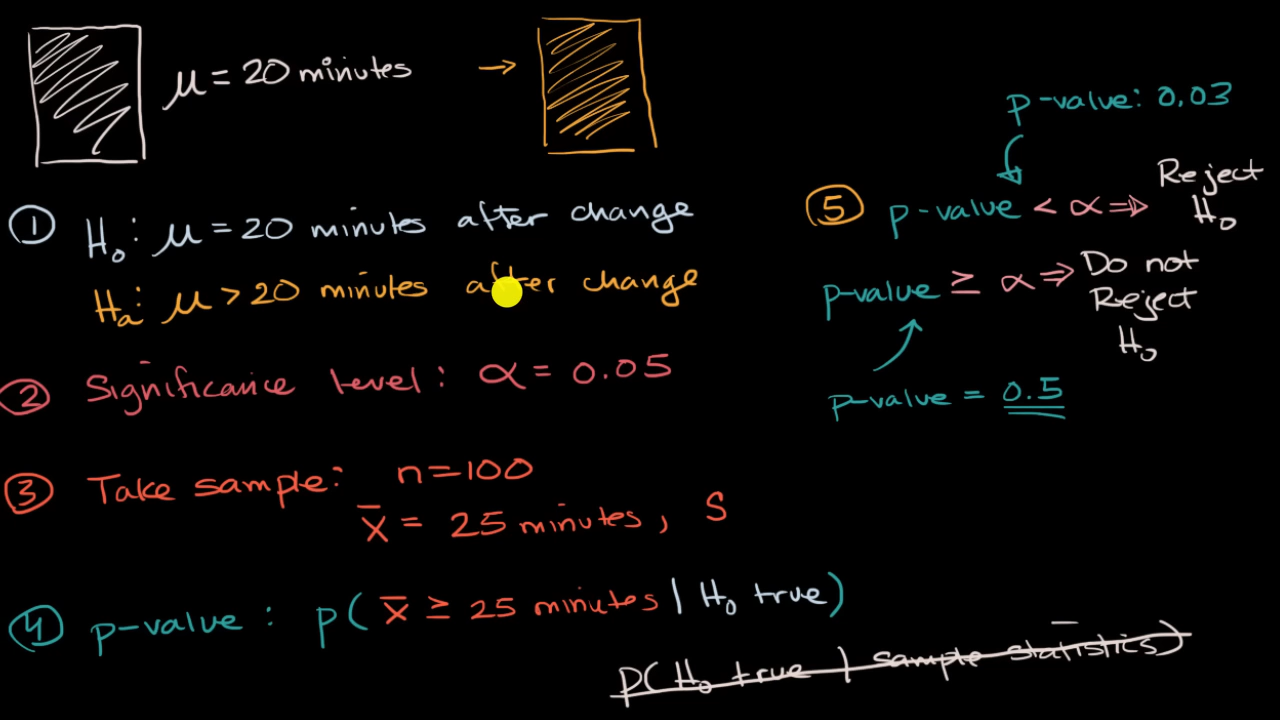 μ = 20 minutes →
① H₀: μ = 20 minutes after change
Hₐ: μ > 20 minutes after change
② Significance level: α = 0.05
③ Take sample: n=100
x̄ = 25 minutes, S
④ p-value: p( x̄ ≥ 25 minutes | H₀ true)
p(H₀ true | sample statistics)
p-value: 0.03
⑤ p-value < α ⇒ Reject
H₀
p-value ≥ α ⇒ Do not
Reject
H₀
p-value = 0.5